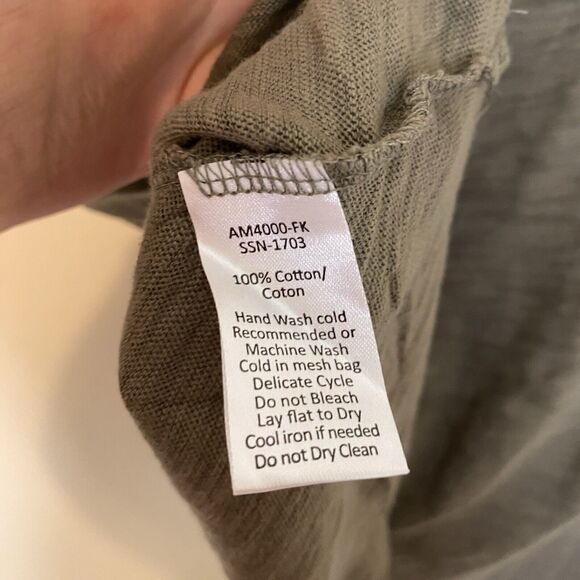 AM4000-FK
SSN-1703
100% Cotton/
Coton
Hand Wash cold
Recommended or
Machine Wash
Cold in mesh bag
Delicate Cycle
Do not Bleach
Lay flat to Dry
Cool iron if needed
Do not Dry Clean